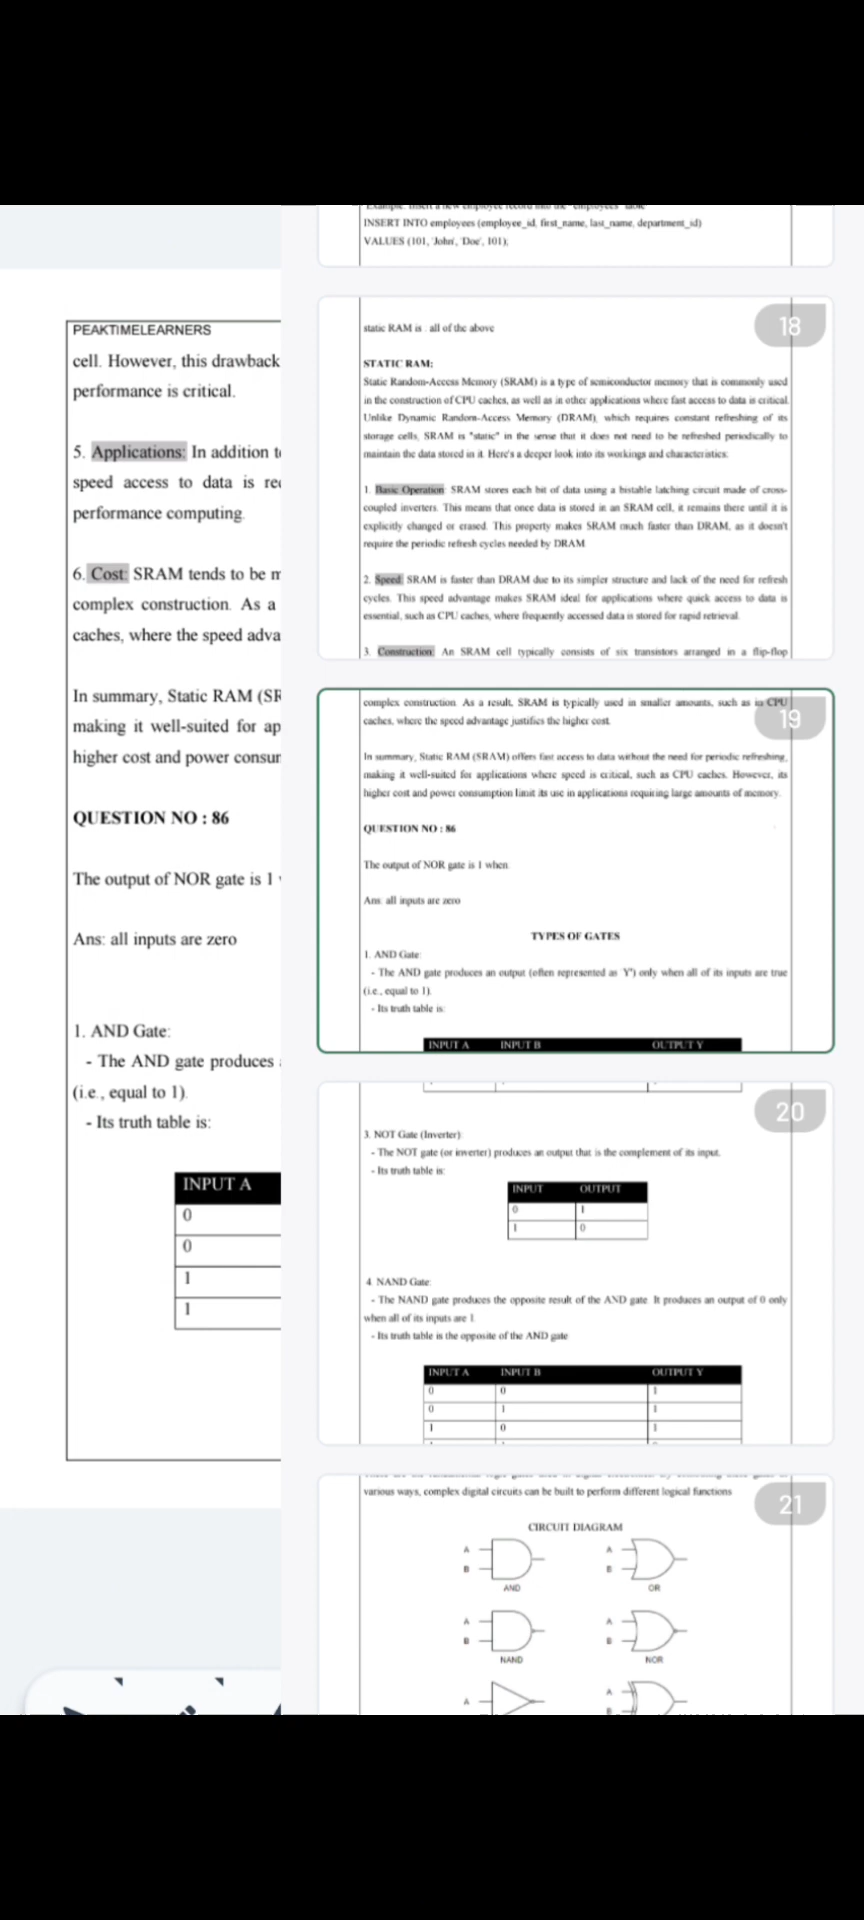 PEAKTIMELEARNERS
cell. However, this drawback
performance is critical.
5. Applications: In addition
speed access to data is
performance computing.
6. Cost: SRAM tends to be
complex construction. As a
caches, where the speed
In summary, Static RAM
making it well-suited for
higher cost and power
QUESTION NO : 86
The output of NOR gate is 1
Ans: all inputs are zero
1. AND Gate:
- The AND gate produces
(i.e., equal to 1).
- Its truth table is:
INPUT A
0
0
1
1
INSERT INTO employees (employee_id, first_name, last_name, department_id)
VALUES (101, 'John', 'Doe', 101);
18
static RAM is : all of the above
STATIC RAM:
Static Random-Access Memory (SRAM) is a type of semiconductor memory that is commonly used
in the construction of CPU caches, as well as in other applications where fast access to data is critical.
Unlike Dynamic Random-Access Memory (DRAM), which requires constant refreshing of its
storage cells, SRAM is "static" in the sense that it does not need to be refreshed periodically to
maintain the data stored in it. Here's a deeper look into its workings and characteristics:
1. Basic Operation: SRAM stores each bit of data using a bistable latching circuit made of cross-
coupled inverters. This means that once data is stored in an SRAM cell, it remains there until it is
explicitly changed or erased. This property makes SRAM much faster than DRAM, as it doesn't
require the periodic refresh cycles needed by DRAM.
2. Speed: SRAM is faster than DRAM due to its simpler structure and lack of the need for refresh
cycles. This speed advantage makes SRAM ideal for applications where quick access to data is
essential, such as CPU caches, where frequently accessed data is stored for rapid retrieval.
3. Construction: An SRAM cell typically consists of six transistors arranged in a flip-flop
19
complex construction. As a result, SRAM is typically used in smaller amounts, such as in CPU
caches, where the speed advantage justifies the higher cost.
In summary, Static RAM (SRAM) offers fast access to data without the need for periodic refreshing,
making it well-suited for applications where speed is critical, such as CPU caches. However, its
higher cost and power consumption limit its use in applications requiring large amounts of memory.
QUESTION NO : 86
The output of NOR gate is 1 when.
Ans: all inputs are zero
TYPES OF GATES
1. AND Gate:
- The AND gate produces an output (often represented as 'Y') only when all of its inputs are true
(i.e., equal to 1).
- Its truth table is:
INPUT A INPUT B OUTPUT Y
20
3. NOT Gate (Inverter):
- The NOT gate (or inverter) produces an output that is the complement of its input.
- Its truth table is:
INPUT OUTPUT
0 1
1 0
4. NAND Gate:
- The NAND gate produces the opposite result of the AND gate. It produces an output of 0 only
when all of its inputs are 1.
- Its truth table is the opposite of the AND gate
INPUT A INPUT B OUTPUT Y
0 0 1
0 1 1
1 0 1
21
various ways, complex digital circuits can be built to perform different logical functions
CIRCUIT DIAGRAM
A A
B B
AND OR
A A
B B
NAND NOR
A A
B